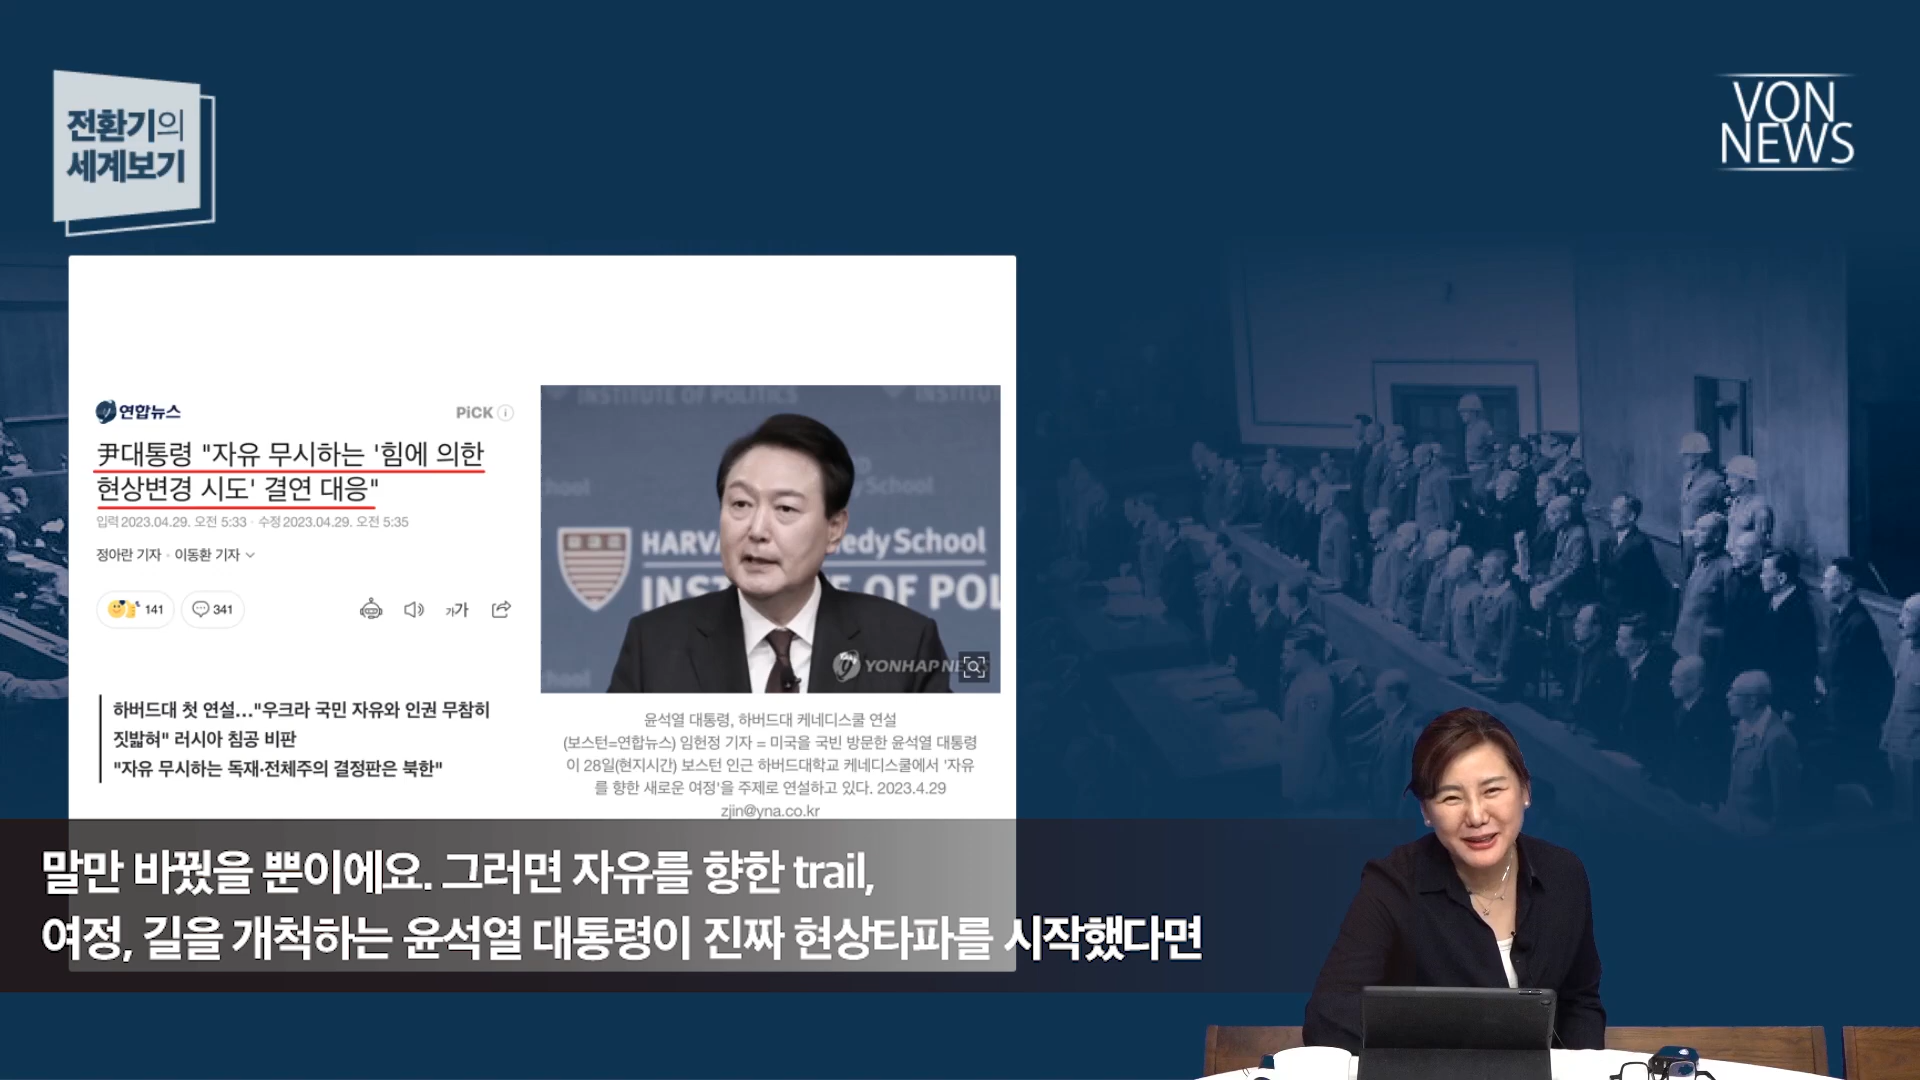 전환기의
세계보기
VON
NEWS
연합뉴스
PiCK
尹대통령 "자유 무시하는 '힘에 의한
현상변경 시도' 결연 대응"
입력 2023.04.29. 오전 5:33 · 수정 2023.04.29. 오전 5:35
정아란 기자 · 이동환 기자
141
341
가가
하버드대 첫 연설…"우크라 국민 자유와 인권 무참히
짓밟혀" 러시아 침공 비판
"자유 무시하는 독재·전체주의 결정판은 북한"
INSTITUTE OF POLITICS
School
HARVA edy School
INS TE OF POL
YONHAP NE
윤석열 대통령, 하버드대 케네디스쿨 연설
(보스턴=연합뉴스) 임헌정 기자 = 미국을 국빈 방문한 윤석열 대통령
이 28일(현지시간) 보스턴 인근 하버드대학교 케네디스쿨에서 '자유
를 향한 새로운 여정'을 주제로 연설하고 있다. 2023.4.29
zjin@yna.co.kr
말만 바꿨을 뿐이에요. 그러면 자유를 향한 trail,
여정, 길을 개척하는 윤석열 대통령이 진짜 현상타파를 시작했다면